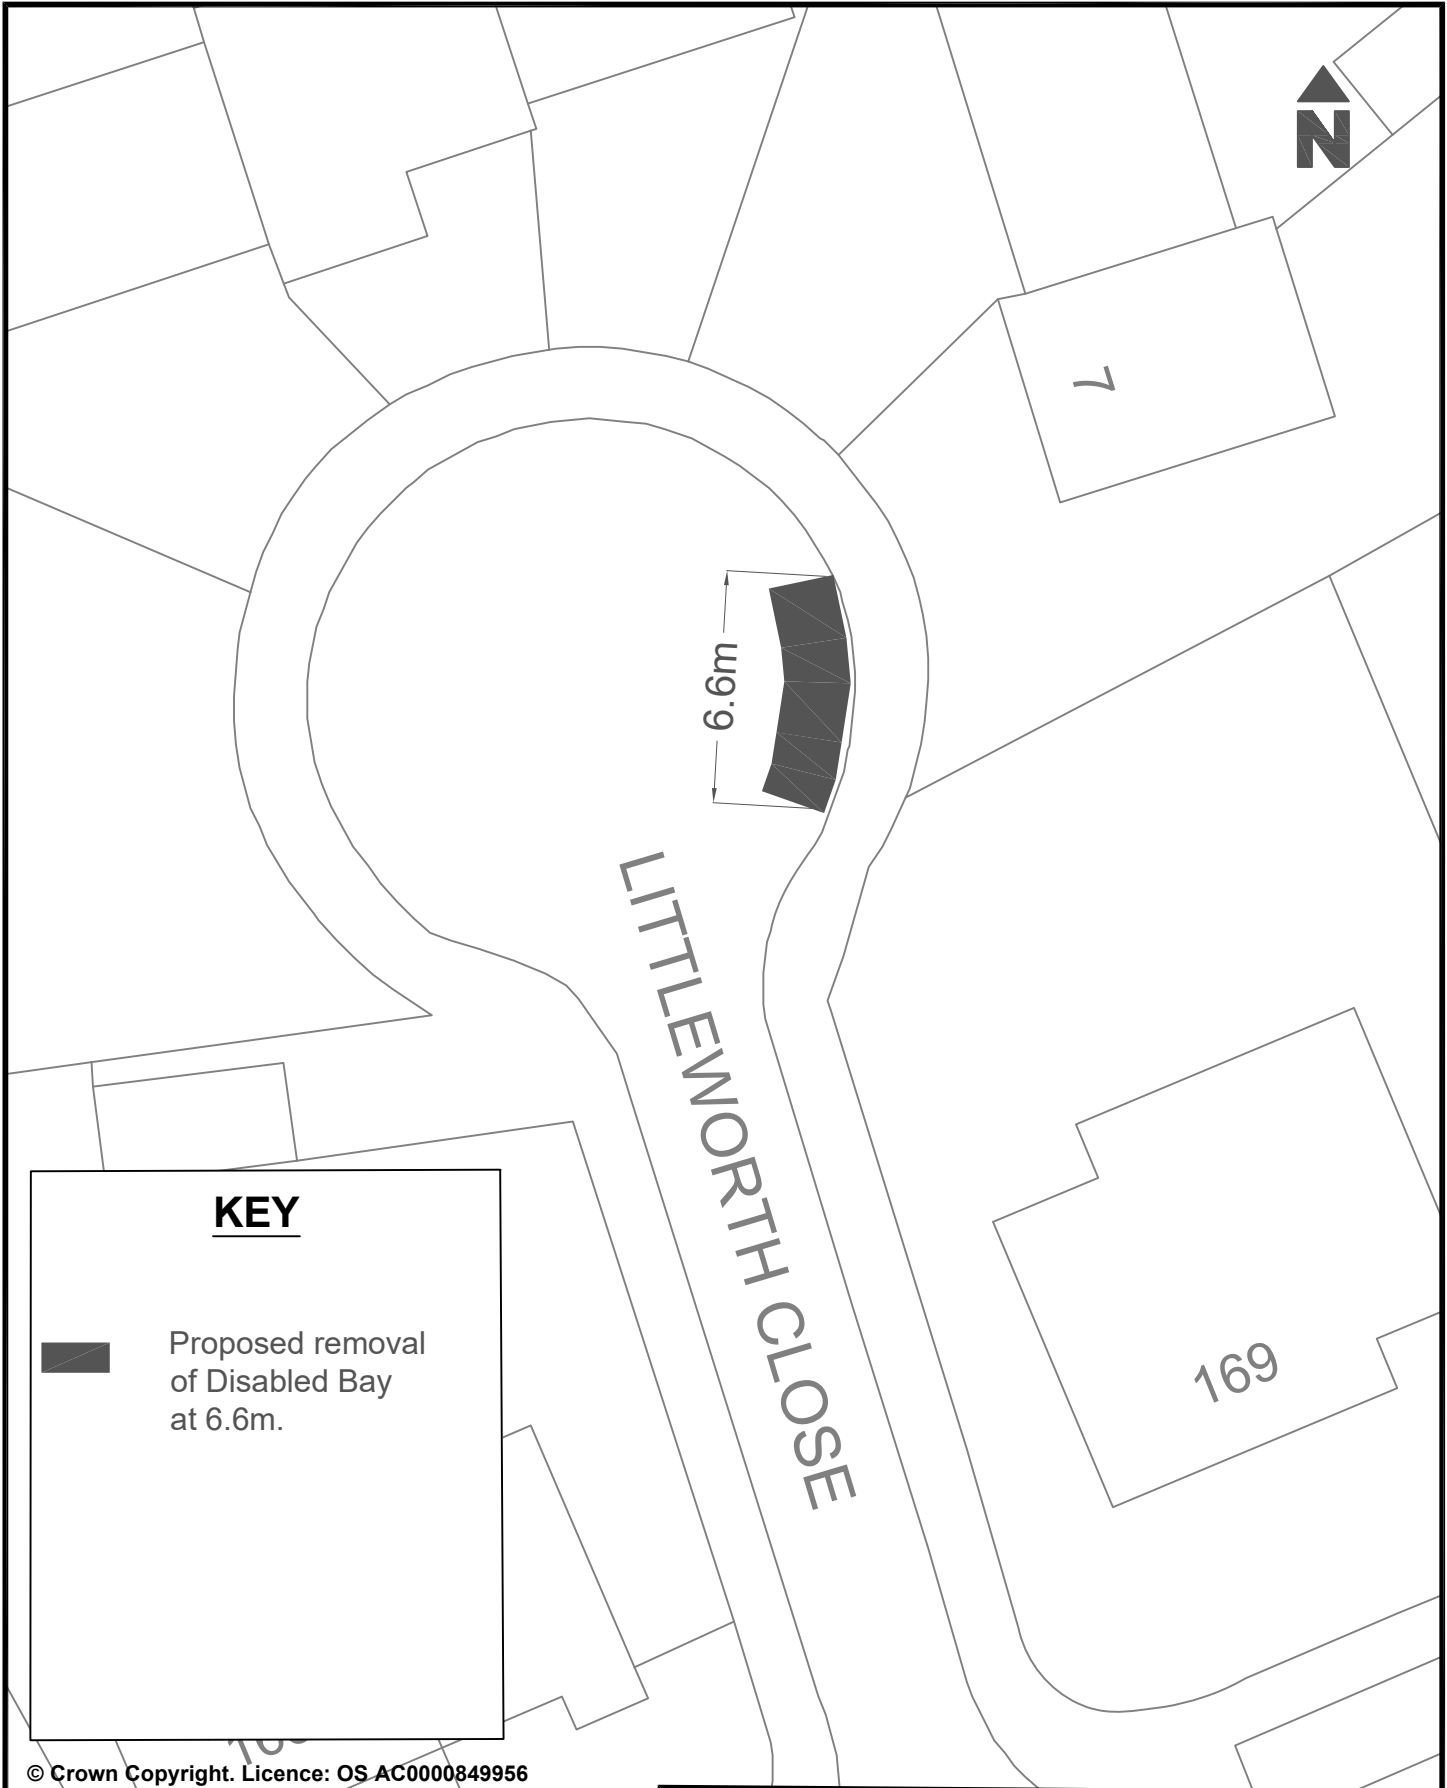 N
7
6.6m
LITTLEWORTH CLOSE
KEY
Proposed removal
of Disabled Bay
at 6.6m.
169
© Crown Copyright. Licence: OS AC0000849956